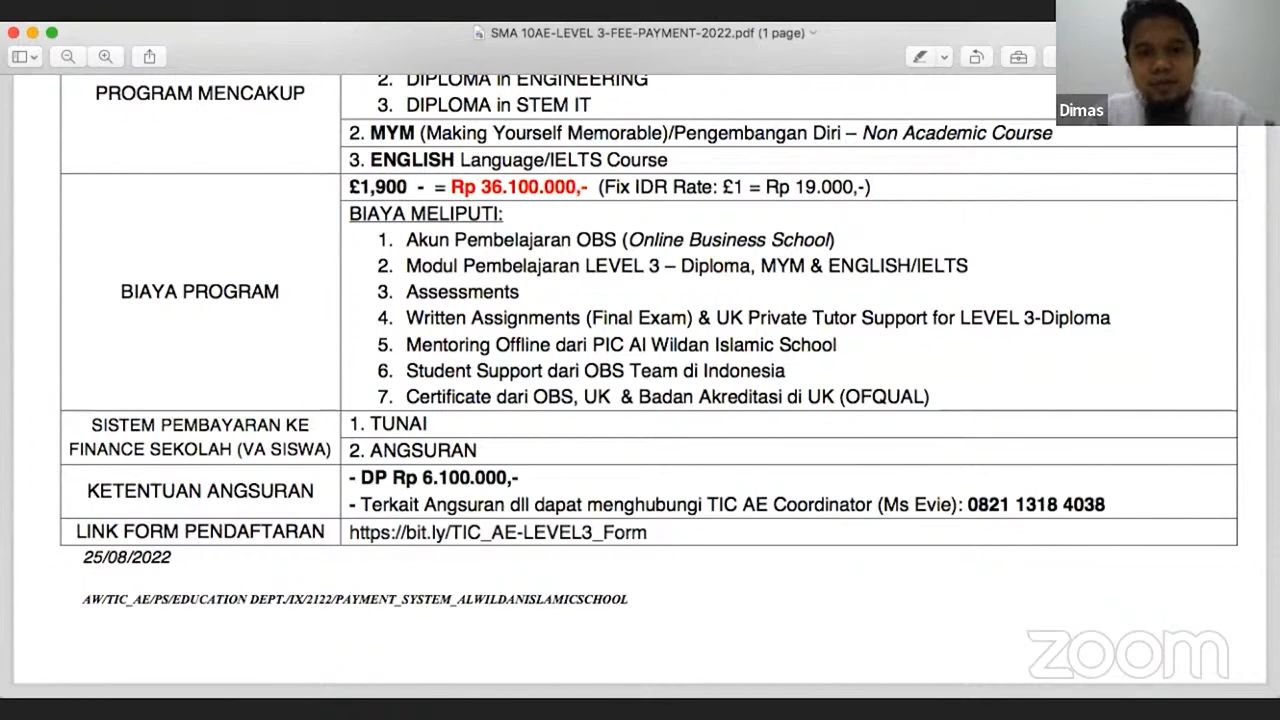 SMA 10AE-LEVEL 3-FEE-PAYMENT-2022.pdf (1 page)
Dimas
PROGRAM MENCAKUP
2. DIPLOMA in ENGINEERING
3. DIPLOMA in STEM IT
2. MYM (Making Yourself Memorable)/Pengembangan Diri – Non Academic Course
3. ENGLISH Language/IELTS Course
BIAYA PROGRAM
£1,900 - = Rp 36.100.000,- (Fix IDR Rate: £1 = Rp 19.000,-)
BIAYA MELIPUTI:
1. Akun Pembelajaran OBS (Online Business School)
2. Modul Pembelajaran LEVEL 3 – Diploma, MYM & ENGLISH/IELTS
3. Assessments
4. Written Assignments (Final Exam) & UK Private Tutor Support for LEVEL 3-Diploma
5. Mentoring Offline dari PIC Al Wildan Islamic School
6. Student Support dari OBS Team di Indonesia
7. Certificate dari OBS, UK & Badan Akreditasi di UK (OFQUAL)
SISTEM PEMBAYARAN KE
FINANCE SEKOLAH (VA SISWA)
1. TUNAI
2. ANGSURAN
KETENTUAN ANGSURAN
- DP Rp 6.100.000,-
- Terkait Angsuran dll dapat menghubungi TIC AE Coordinator (Ms Evie): 0821 1318 4038
LINK FORM PENDAFTARAN
https://bit.ly/TIC_AE-LEVEL3_Form
25/08/2022
AW/TIC_AE/PS/EDUCATION DEPT./IX/2122/PAYMENT_SYSTEM_ALWILDANISLAMICSCHOOL
zoom